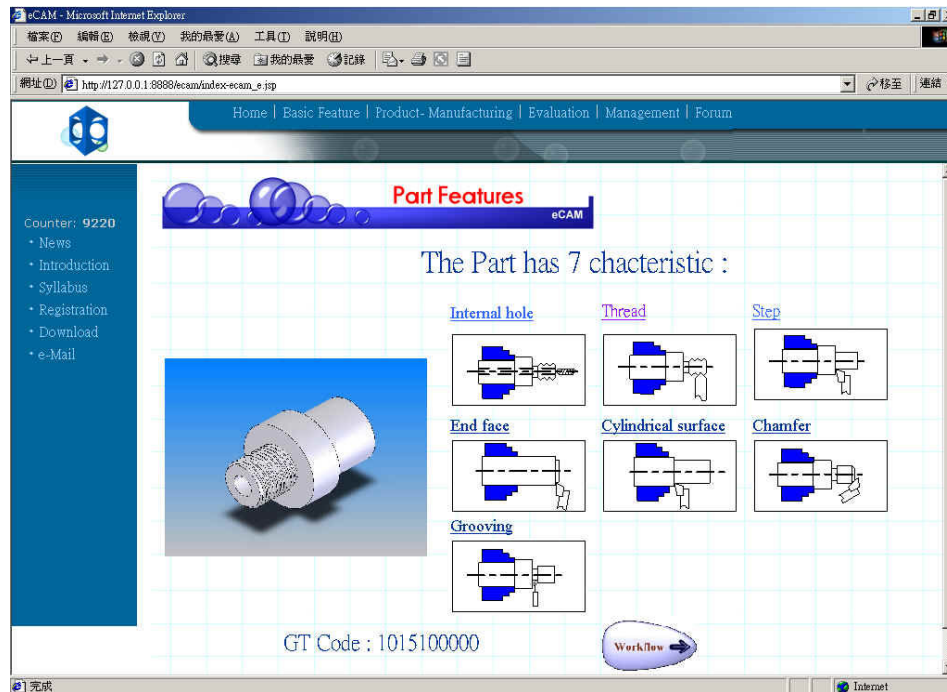 eCAM - Microsoft Internet Explorer
檔案(F) 編輯(E) 檢視(V) 我的最愛(A) 工具(T) 說明(H)
上一頁 搜尋 我的最愛 記錄
網址(D) http://127.0.0.1:8888/ecam/index-ecam_e.jsp 移至 連結
Home | Basic Feature | Product- Manufacturing | Evaluation | Management | Forum
Part Features
eCAM
Counter: 9220
· News
· Introduction
· Syllabus
· Registration
· Download
· e-Mail
The Part has 7 chacteristic :
Internal hole Thread Step
End face Cylindrical surface Chamfer
Grooving
GT Code : 1015100000
Workflow
完成 Internet